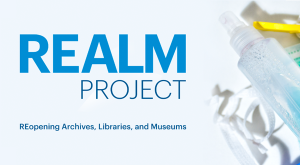 REALM
PROJECT
REopening Archives, Libraries, and Museums